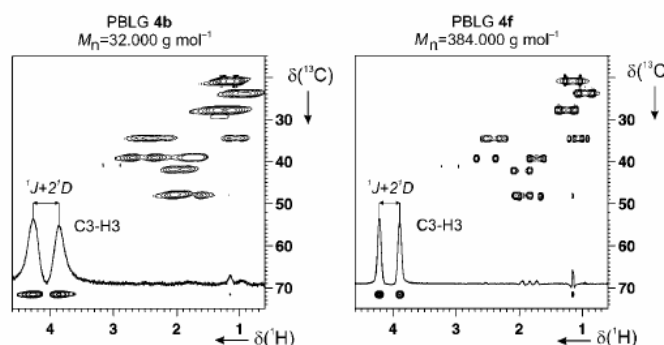 PBLG 4b
Mn=32.000 g mol⁻¹
δ(¹³C)
30
40
50
60
70
¹J+2¹D
C3-H3
4 3 2 1
δ(¹H)
PBLG 4f
Mn=384.000 g mol⁻¹
δ(¹³C)
30
40
50
60
70
¹J+2¹D
C3-H3
4 3 2 1
δ(¹H)